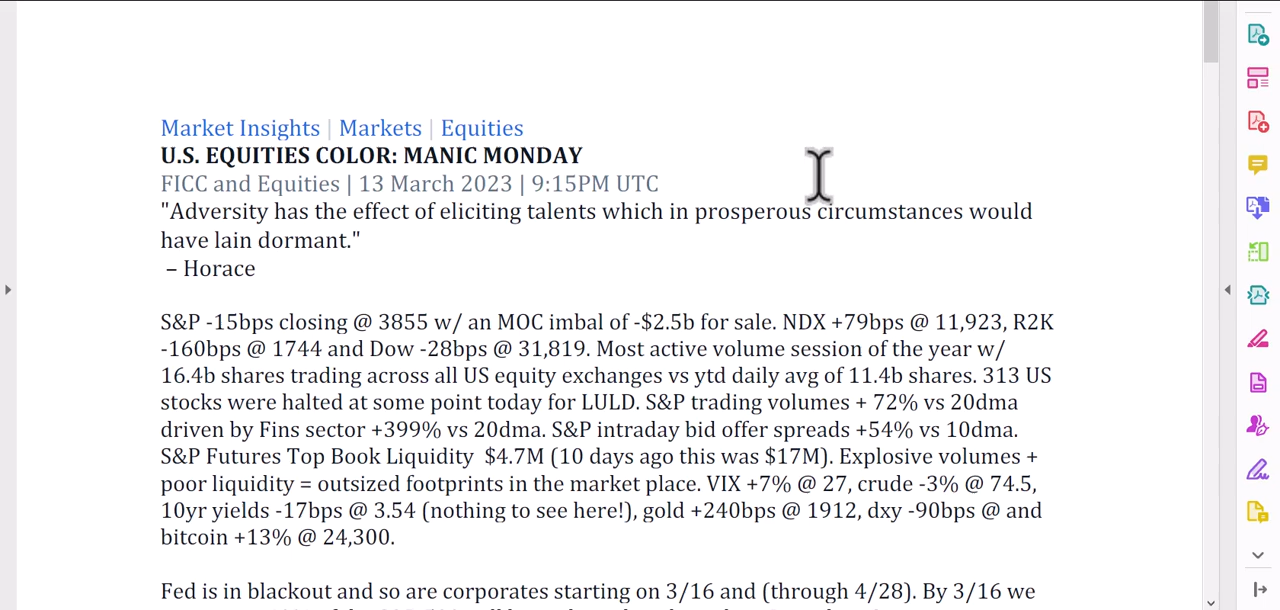 Market Insights | Markets | Equities
U.S. EQUITIES COLOR: MANIC MONDAY
FICC and Equities | 13 March 2023 | 9:15PM UTC
"Adversity has the effect of eliciting talents which in prosperous circumstances would
have lain dormant."
– Horace
S&P -15bps closing @ 3855 w/ an MOC imbal of -$2.5b for sale. NDX +79bps @ 11,923, R2K
-160bps @ 1744 and Dow -28bps @ 31,819. Most active volume session of the year w/
16.4b shares trading across all US equity exchanges vs ytd daily avg of 11.4b shares. 313 US
stocks were halted at some point today for LULD. S&P trading volumes + 72% vs 20dma
driven by Fins sector +399% vs 20dma. S&P intraday bid offer spreads +54% vs 10dma.
S&P Futures Top Book Liquidity  $4.7M (10 days ago this was $17M). Explosive volumes +
poor liquidity = outsized footprints in the market place. VIX +7% @ 27, crude -3% @ 74.5,
10yr yields -17bps @ 3.54 (nothing to see here!), gold +240bps @ 1912, dxy -90bps @ and
bitcoin +13% @ 24,300.
Fed is in blackout and so are corporates starting on 3/16 and (through 4/28). By 3/16 we